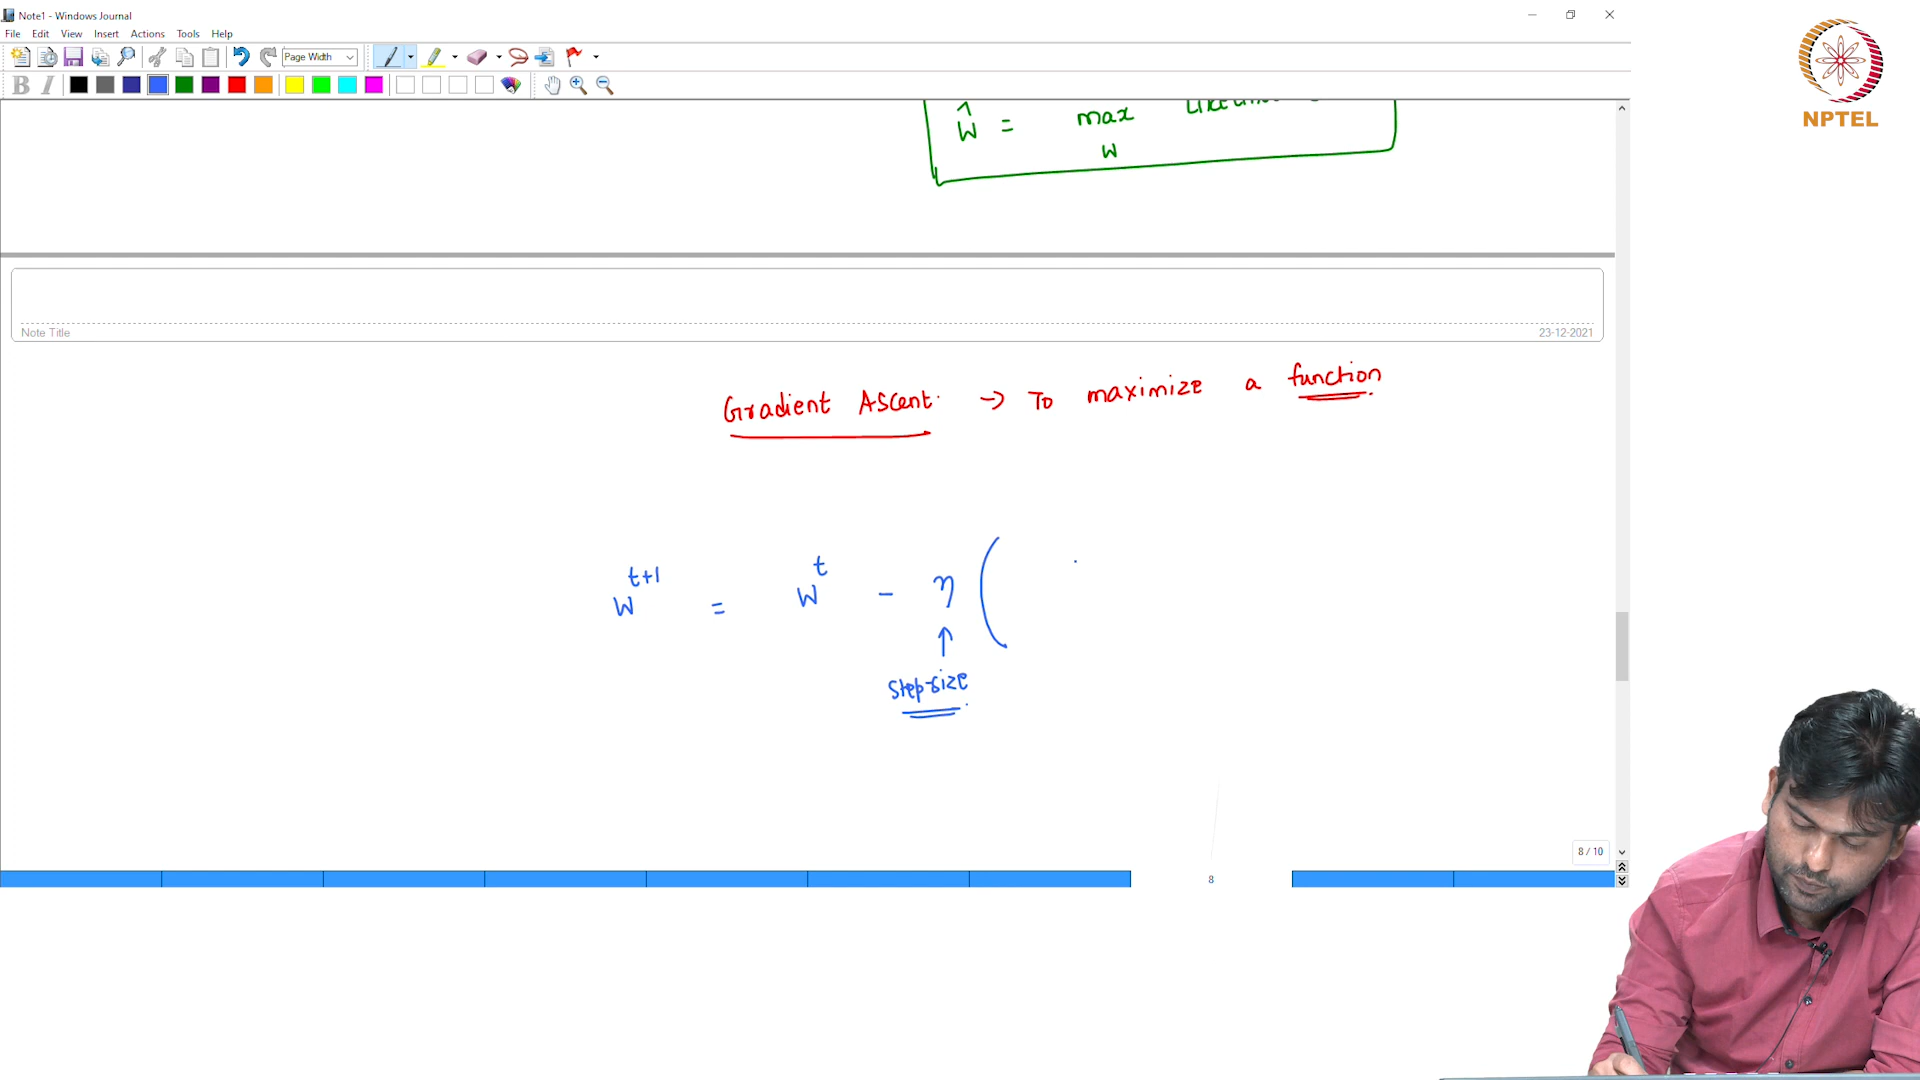 Note1 - Windows Journal
File Edit View Insert Actions Tools Help
Page Width
B I
NPTEL
ŵ = max
w
Note Title 23-12-2021
Gradient Ascent. → To maximize a function.
w^{t+1} = w^t - η (
↑
step-size
8 / 10
8